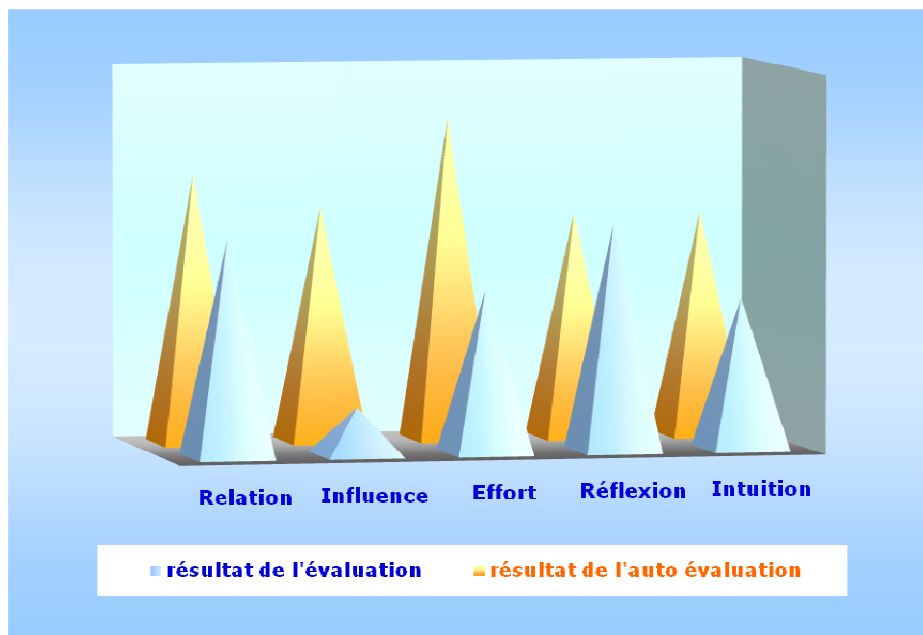 Relation Influence Effort Réflexion Intuition
résultat de l'évaluation résultat de l'auto évaluation